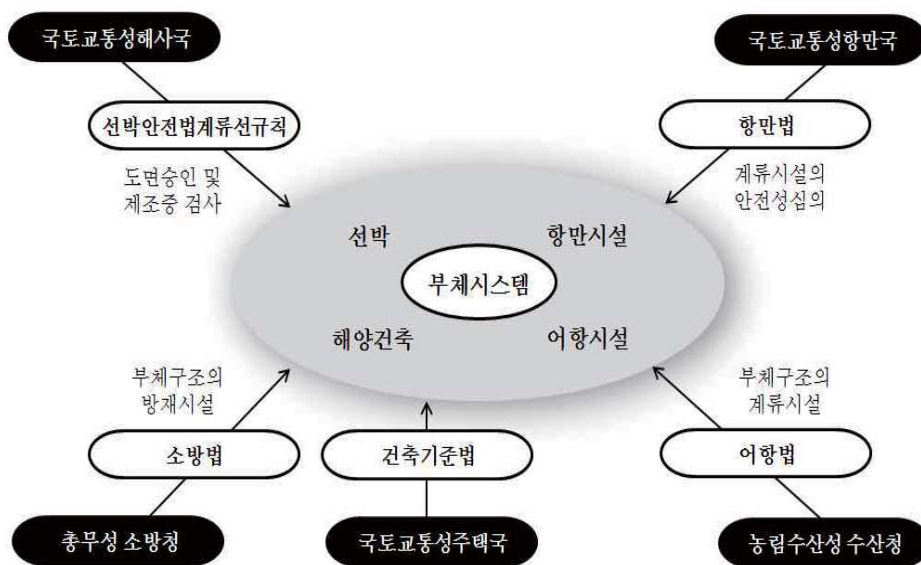 국토교통성해사국
국토교통성항만국
선박안전법계류선규칙
항만법
도면승인 및
제조중 검사
계류시설의
안전성심의
선박
항만시설
부체시스템
해양건축
어항시설
부체구조의
방재시설
부체구조의
계류시설
소방법
건축기준법
어항법
총무성 소방청
국토교통성주택국
농림수산성 수산청